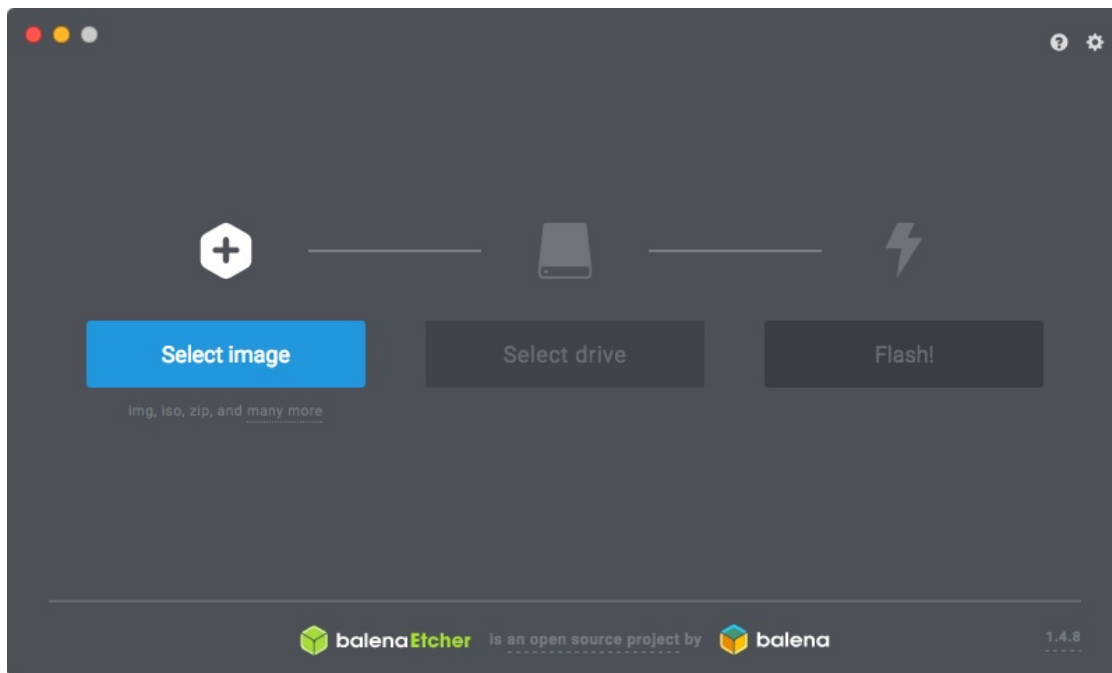 Select image
Select drive
Flash!
img, iso, zip, and many more
balenaEtcher is an open source project by balena
1.4.8